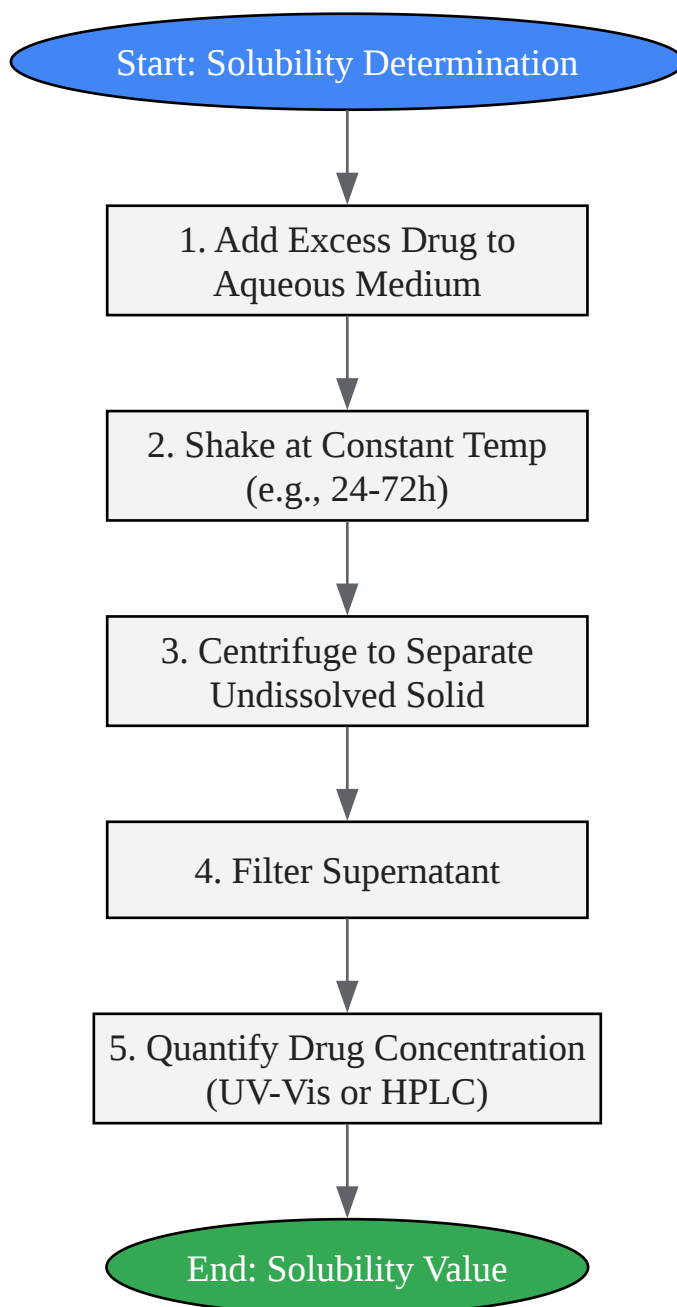 Start: Solubility Determination
1. Add Excess Drug to
Aqueous Medium
2. Shake at Constant Temp
(e.g., 24-72h)
3. Centrifuge to Separate
Undissolved Solid
4. Filter Supernatant
5. Quantify Drug Concentration
(UV-Vis or HPLC)
End: Solubility Value